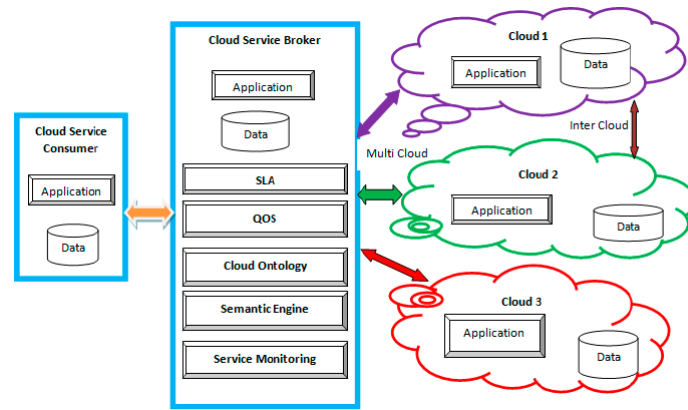 Cloud Service
Consumer
Application
Data
Cloud Service Broker
Application
Data
SLA
QOS
Cloud Ontology
Semantic Engine
Service Monitoring
Multi Cloud
Cloud 1
Application
Data
Inter Cloud
Cloud 2
Application
Data
Cloud 3
Application
Data